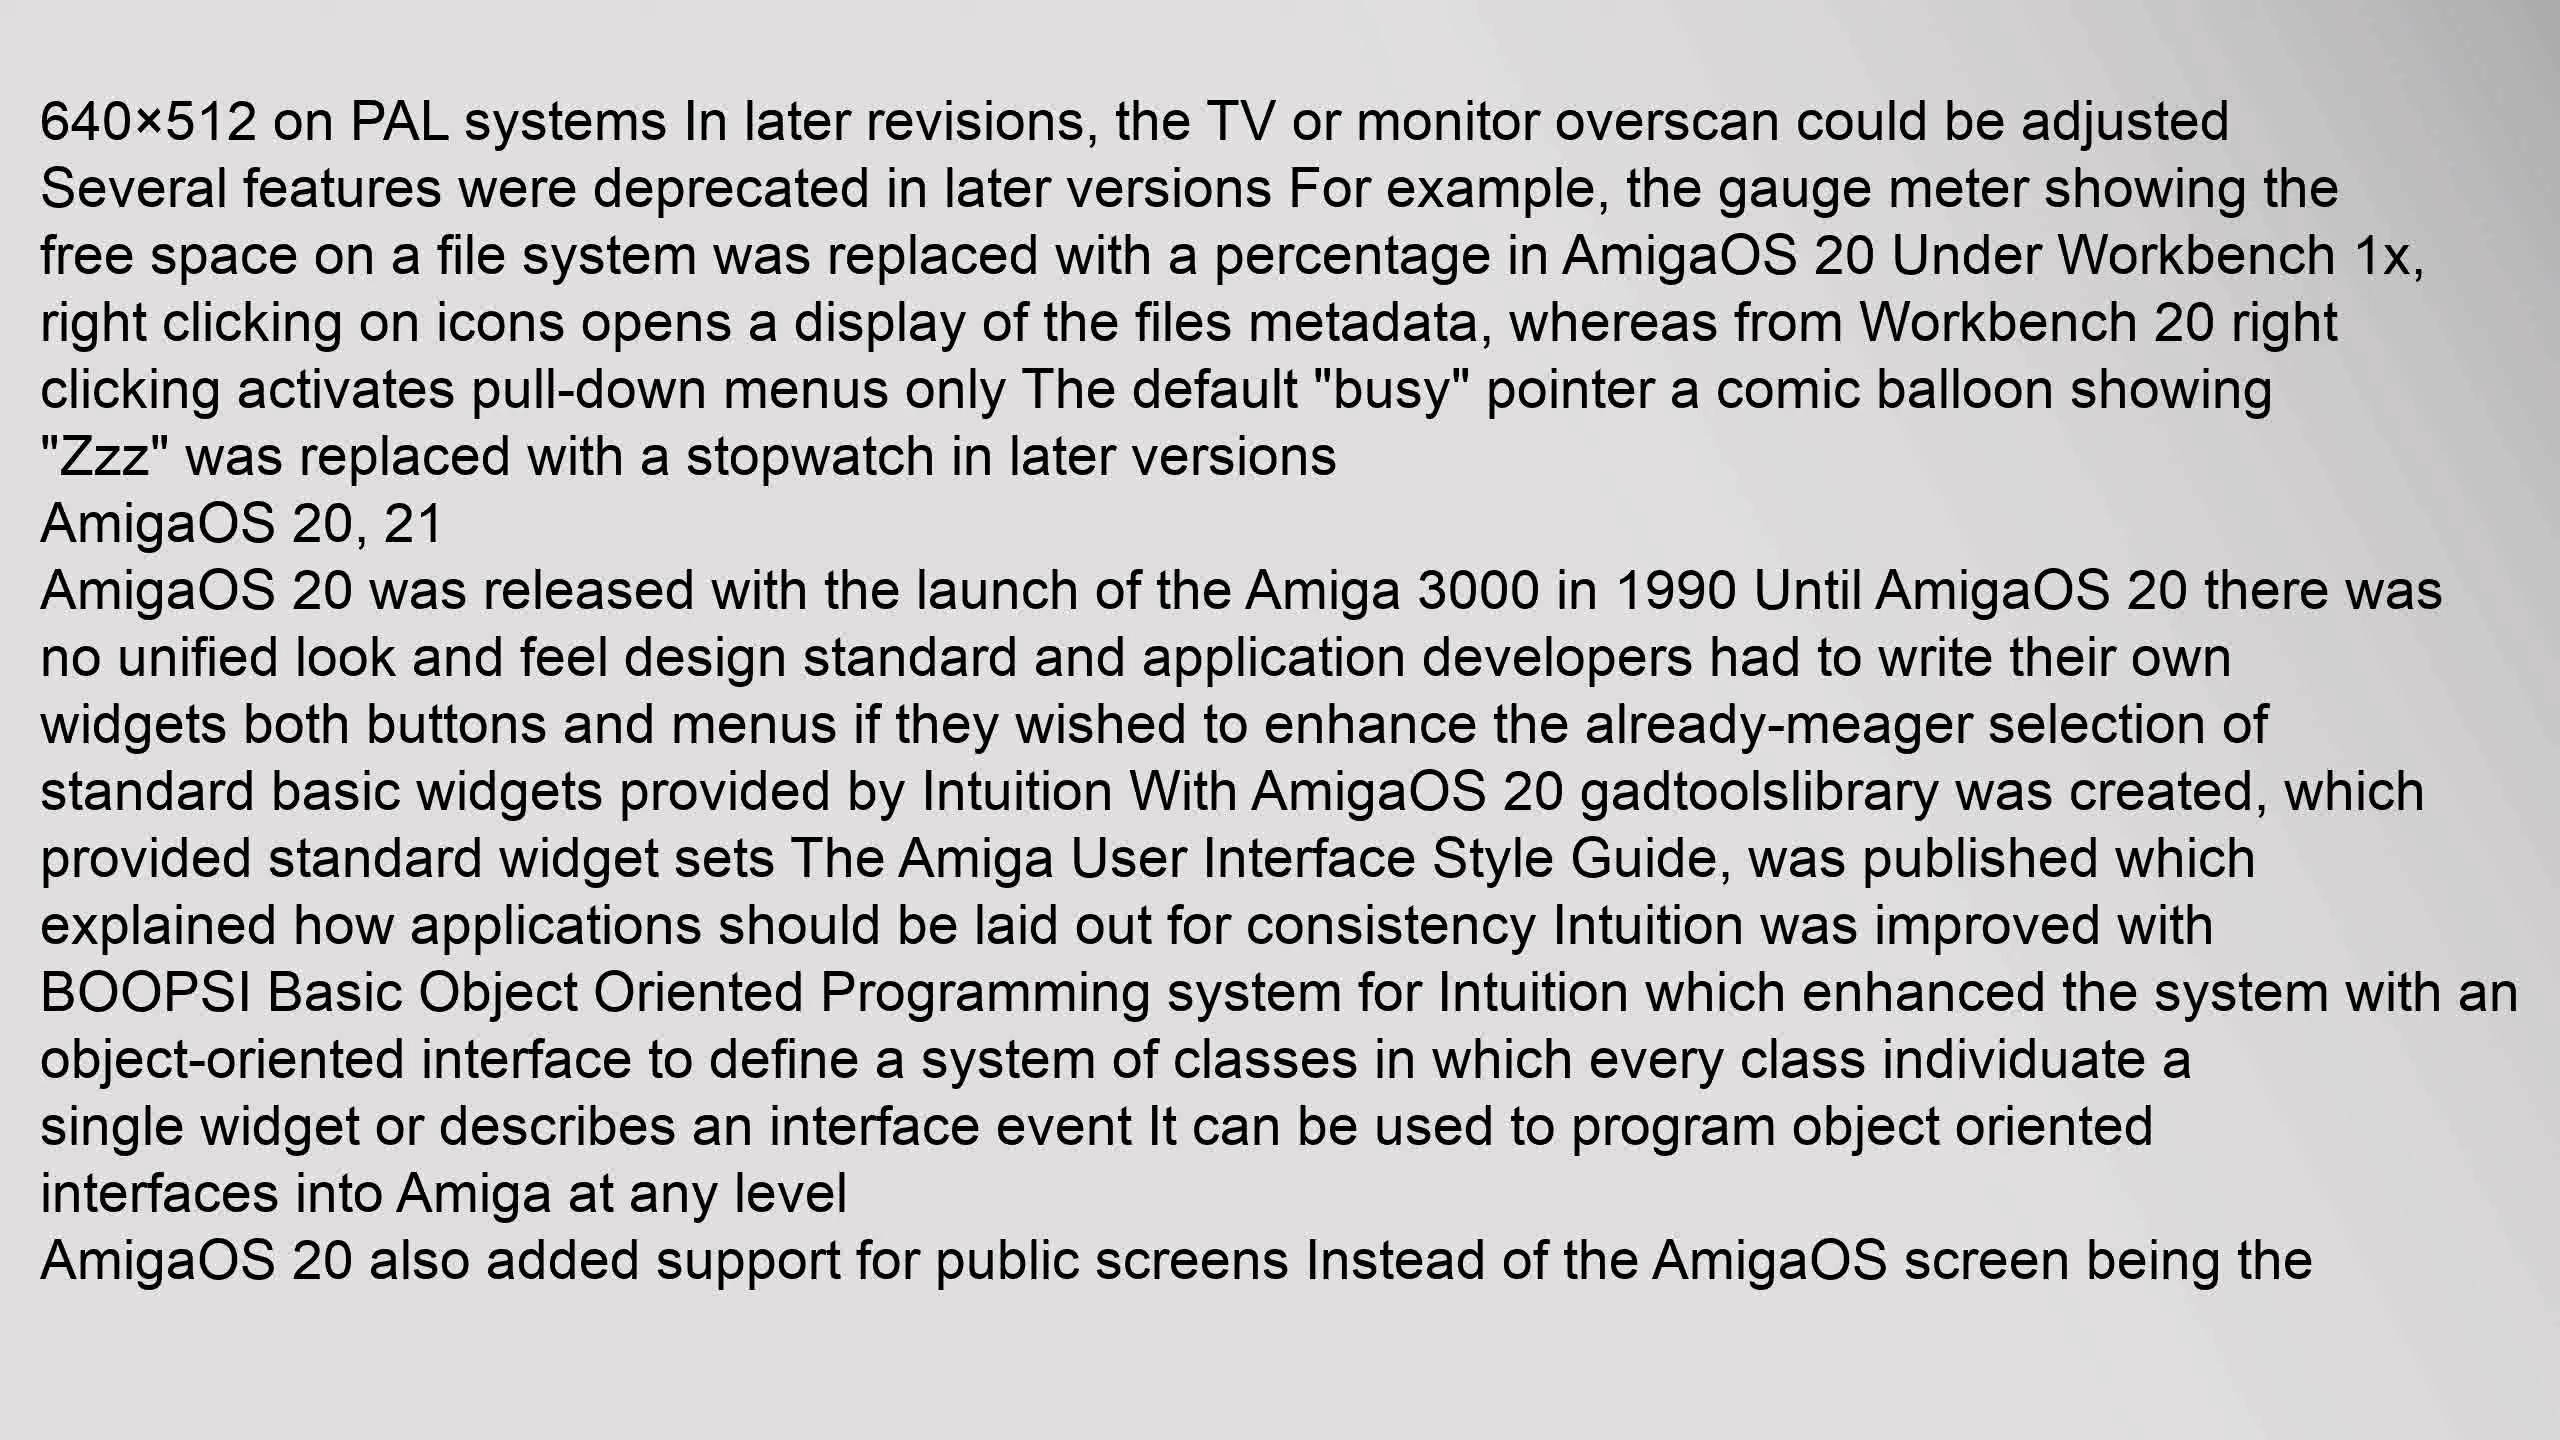 640×512 on PAL systems In later revisions, the TV or monitor overscan could be adjusted
Several features were deprecated in later versions For example, the gauge meter showing the
free space on a file system was replaced with a percentage in AmigaOS 20 Under Workbench 1x,
right clicking on icons opens a display of the files metadata, whereas from Workbench 20 right
clicking activates pull-down menus only The default "busy" pointer a comic balloon showing
"Zzz" was replaced with a stopwatch in later versions
AmigaOS 20, 21
AmigaOS 20 was released with the launch of the Amiga 3000 in 1990 Until AmigaOS 20 there was
no unified look and feel design standard and application developers had to write their own
widgets both buttons and menus if they wished to enhance the already-meager selection of
standard basic widgets provided by Intuition With AmigaOS 20 gadtoolslibrary was created, which
provided standard widget sets The Amiga User Interface Style Guide, was published which
explained how applications should be laid out for consistency Intuition was improved with
BOOPSI Basic Object Oriented Programming system for Intuition which enhanced the system with an
object-oriented interface to define a system of classes in which every class individuate a
single widget or describes an interface event It can be used to program object oriented
interfaces into Amiga at any level
AmigaOS 20 also added support for public screens Instead of the AmigaOS screen being the